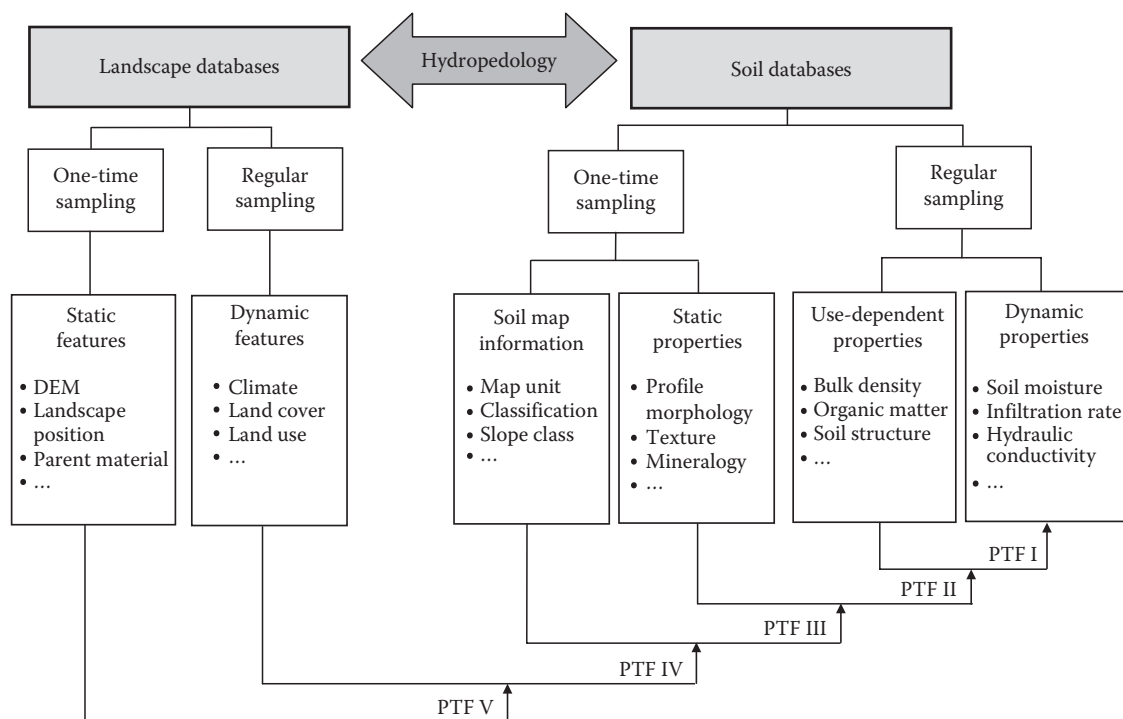 Landscape databases
Hydropedology
Soil databases
One-time
sampling
Regular
sampling
One-time
sampling
Regular
sampling
Static
features
• DEM
• Landscape
position
• Parent material
• ...
Dynamic
features
• Climate
• Land cover
• Land use
• ...
Soil map
information
• Map unit
• Classification
• Slope class
• ...
Static
properties
• Profile
morphology
• Texture
• Mineralogy
• ...
Use-dependent
properties
• Bulk density
• Organic matter
• Soil structure
• ...
Dynamic
properties
• Soil moisture
• Infiltration rate
• Hydraulic
conductivity
• ...
PTF I
PTF II
PTF III
PTF IV
PTF V